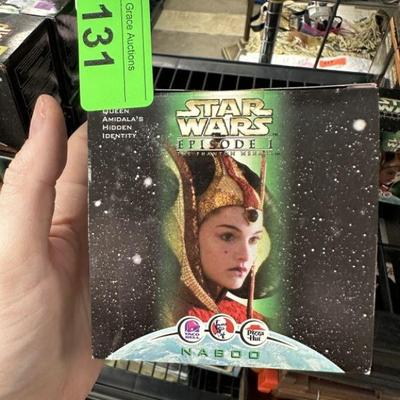 131
Grace Auctions
QUEEN
AMIDALA'S
HIDDEN
IDENTITY
STAR
WARS
EPISODE I
THE PHANTOM MENACE
TACO
BELL
KFC
Pizza
Hut
NABOO